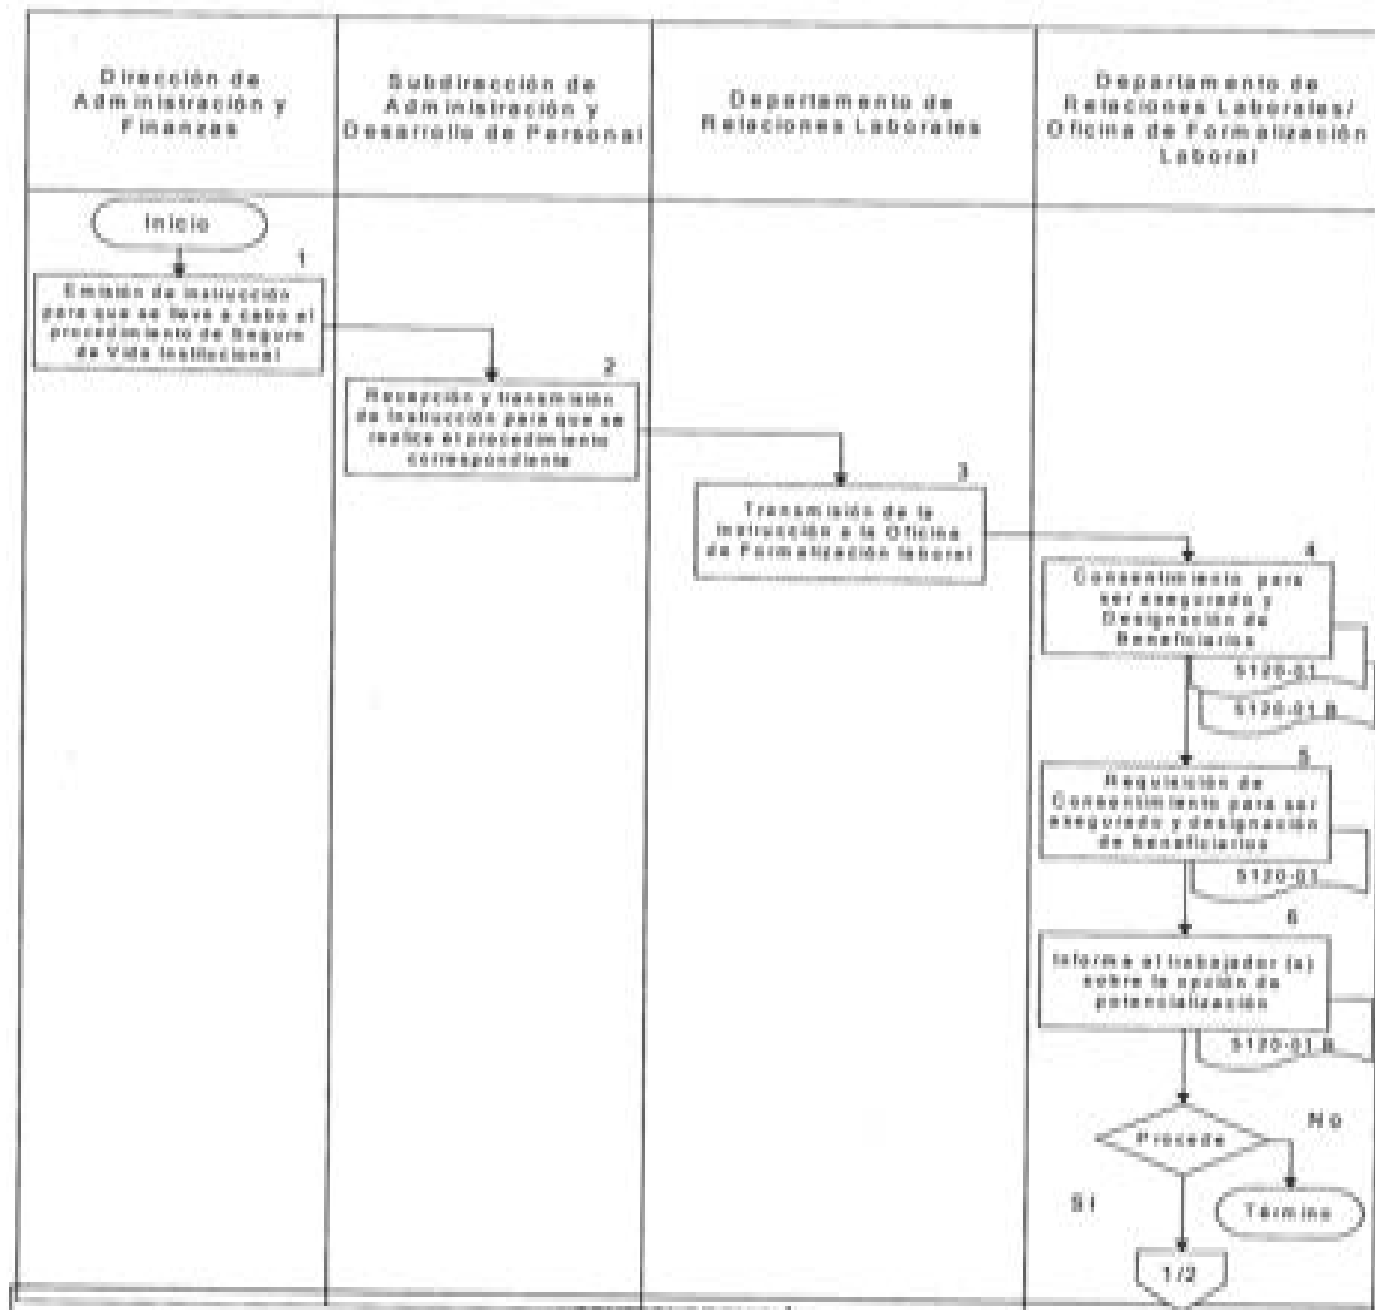 Dirección de
Administración y
Finanzas
Subdirección de
Administración y
Desarrollo de Personal
Departamento de
Relaciones Laborales
Departamento de
Relaciones Laborales/
Oficina de Formalización
Laboral
Inicio
1
Emisión de instrucción
para que se lleve a cabo el
procedimiento de Seguro
de Vida Institucional
2
Recepción y transmisión
de instrucción para que se
realice el procedimiento
correspondiente
3
Transmisión de la
instrucción a la Oficina
de Formalización laboral
4
Consentimiento para
ser asegurado y
Designación de
Beneficiarios
5120-01
5120-01 B
5
Requisición de
Consentimiento para ser
asegurado y designación
de beneficiarios
5120-01
6
Informa al trabajador (a)
sobre la opción de
potencialización
5120-01 B
Procede
No
Si
Término
1/2